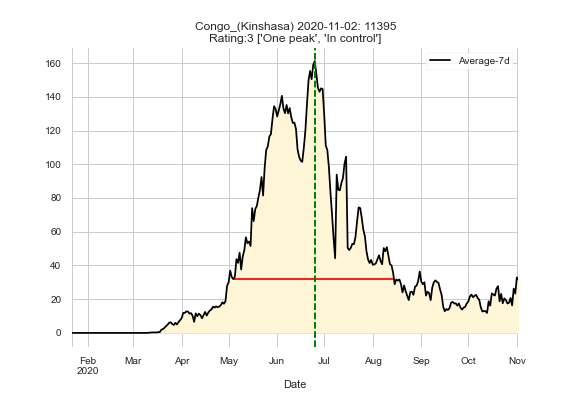 Congo_(Kinshasa) 2020-11-02: 11395
Rating:3 ['One peak', 'In control']
Average-7d
160
140
120
100
80
60
40
20
0
Feb
2020
Mar
Apr
May
Jun
Jul
Aug
Sep
Oct
Nov
Date